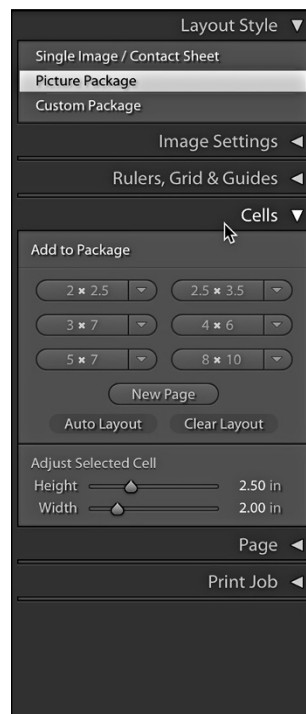 Layout Style
Single Image / Contact Sheet
Picture Package
Custom Package
Image Settings
Rulers, Grid & Guides
Cells
Add to Package
2 × 2.5 2.5 × 3.5
3 × 7 4 × 6
5 × 7 8 × 10
New Page
Auto Layout Clear Layout
Adjust Selected Cell
Height 2.50 in
Width 2.00 in
Page
Print Job